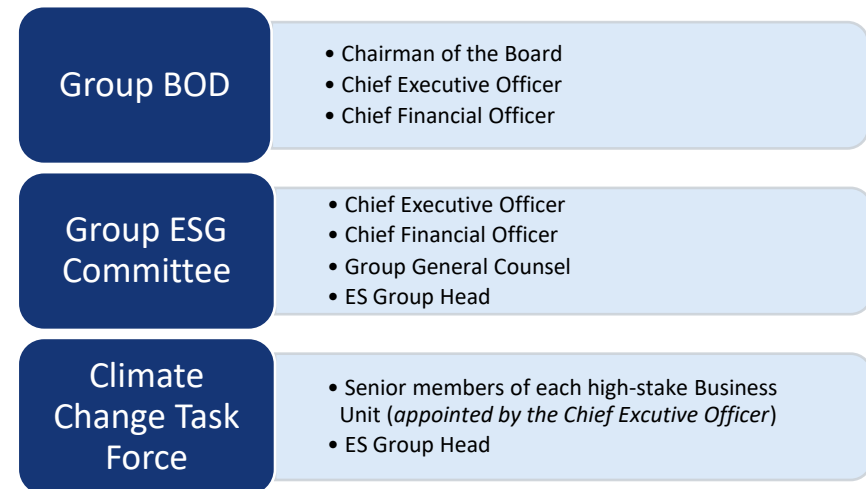 Group BOD
• Chairman of the Board
• Chief Executive Officer
• Chief Financial Officer
Group ESG
Committee
• Chief Executive Officer
• Chief Financial Officer
• Group General Counsel
• ES Group Head
Climate
Change Task
Force
• Senior members of each high-stake Business
Unit (appointed by the Chief Excutive Officer)
• ES Group Head